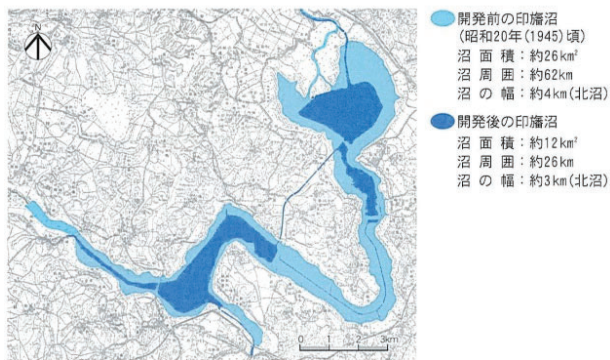 開発前の印旛沼
(昭和20年(1945)頃)
沼面積：約26km²
沼周囲：約62km
沼の幅：約4km(北沼)
開発後の印旛沼
沼面積：約12km²
沼周囲：約26km
沼の幅：約3km(北沼)
0 1 2 3km